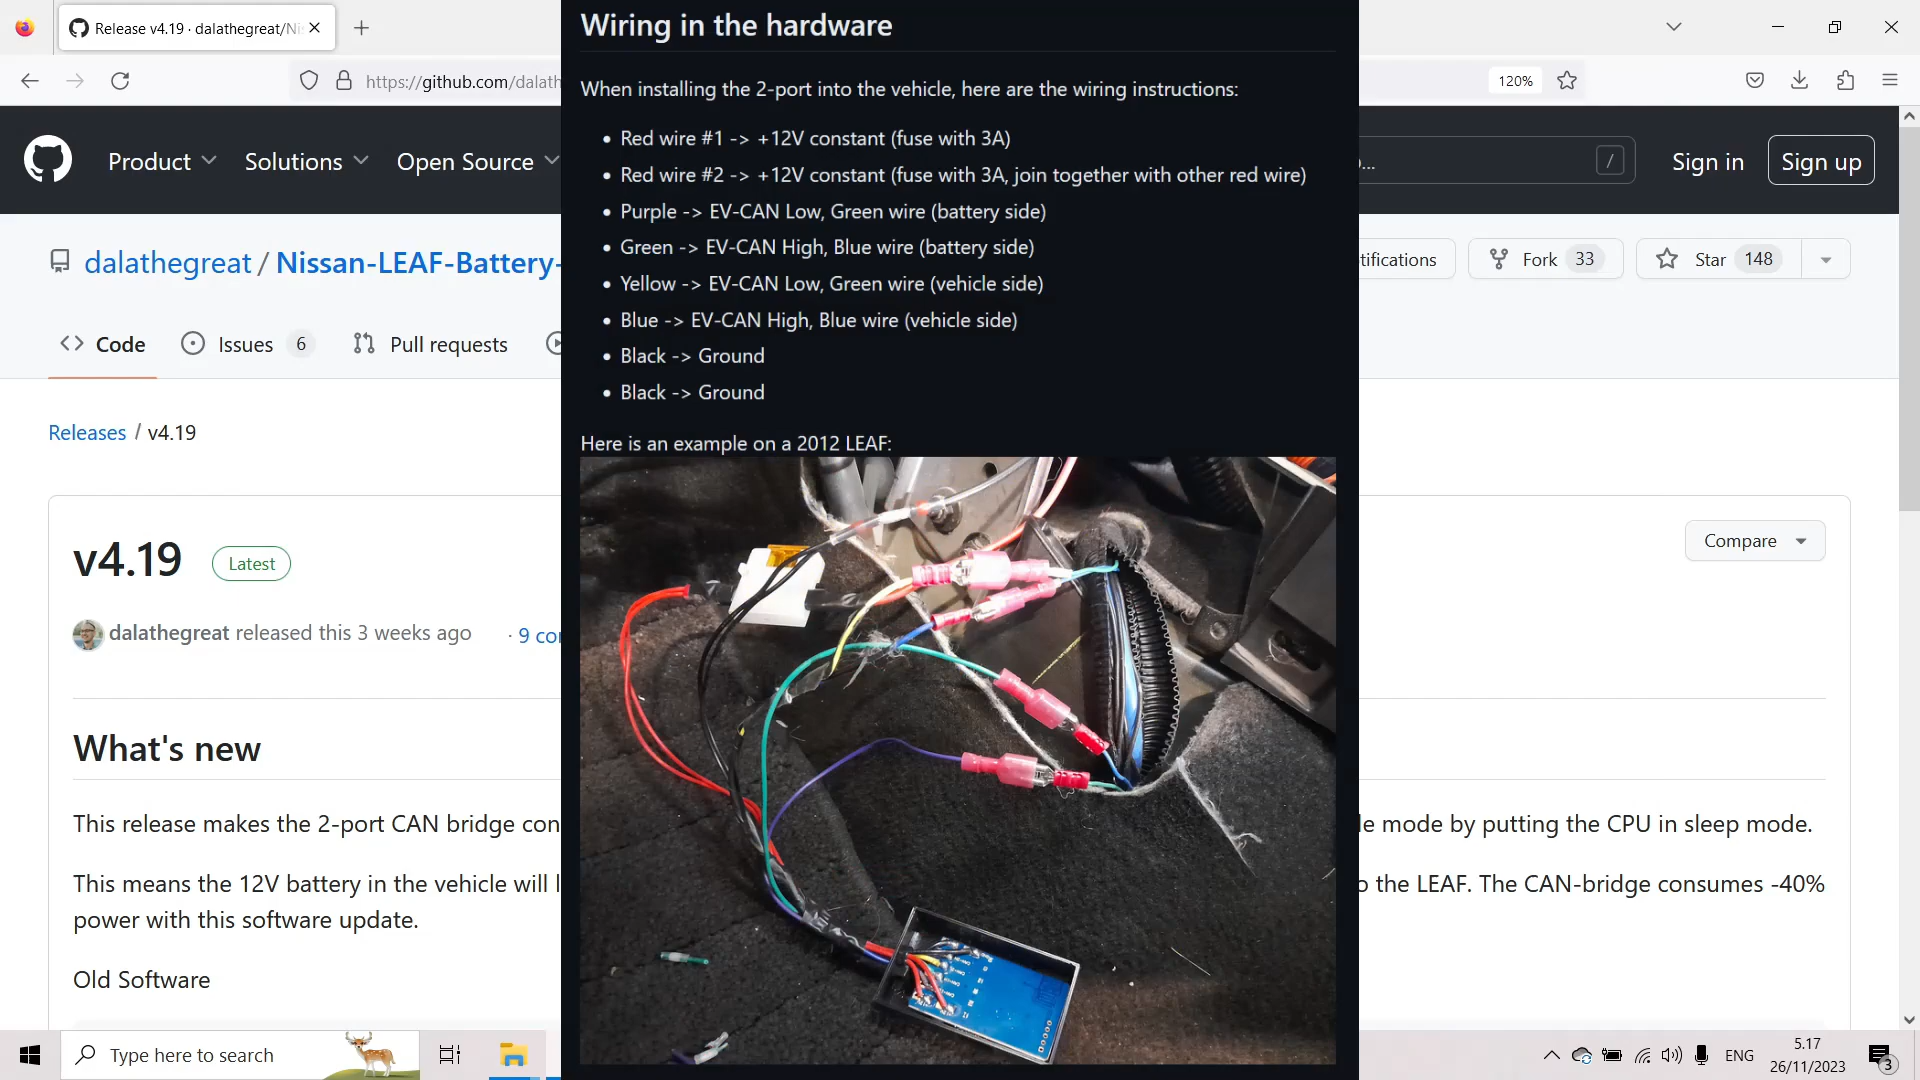 Release v4.19 · dalathegreat/Nis
https://github.com/dalath
120%
Product
Solutions
Open Source
...
/
Sign in
Sign up
dalathegreat / Nissan-LEAF-Battery-
tifications
Fork 33
Star 148
Code
Issues 6
Pull requests
Releases / v4.19
v4.19
Latest
Compare
dalathegreat released this 3 weeks ago
· 9 co
What's new
This release makes the 2-port CAN bridge con
le mode by putting the CPU in sleep mode.
This means the 12V battery in the vehicle will l
o the LEAF. The CAN-bridge consumes -40%
power with this software update.
Old Software
Wiring in the hardware
When installing the 2-port into the vehicle, here are the wiring instructions:
• Red wire #1 -> +12V constant (fuse with 3A)
• Red wire #2 -> +12V constant (fuse with 3A, join together with other red wire)
• Purple -> EV-CAN Low, Green wire (battery side)
• Green -> EV-CAN High, Blue wire (battery side)
• Yellow -> EV-CAN Low, Green wire (vehicle side)
• Blue -> EV-CAN High, Blue wire (vehicle side)
• Black -> Ground
• Black -> Ground
Here is an example on a 2012 LEAF:
Type here to search
ENG
5.17
26/11/2023
3